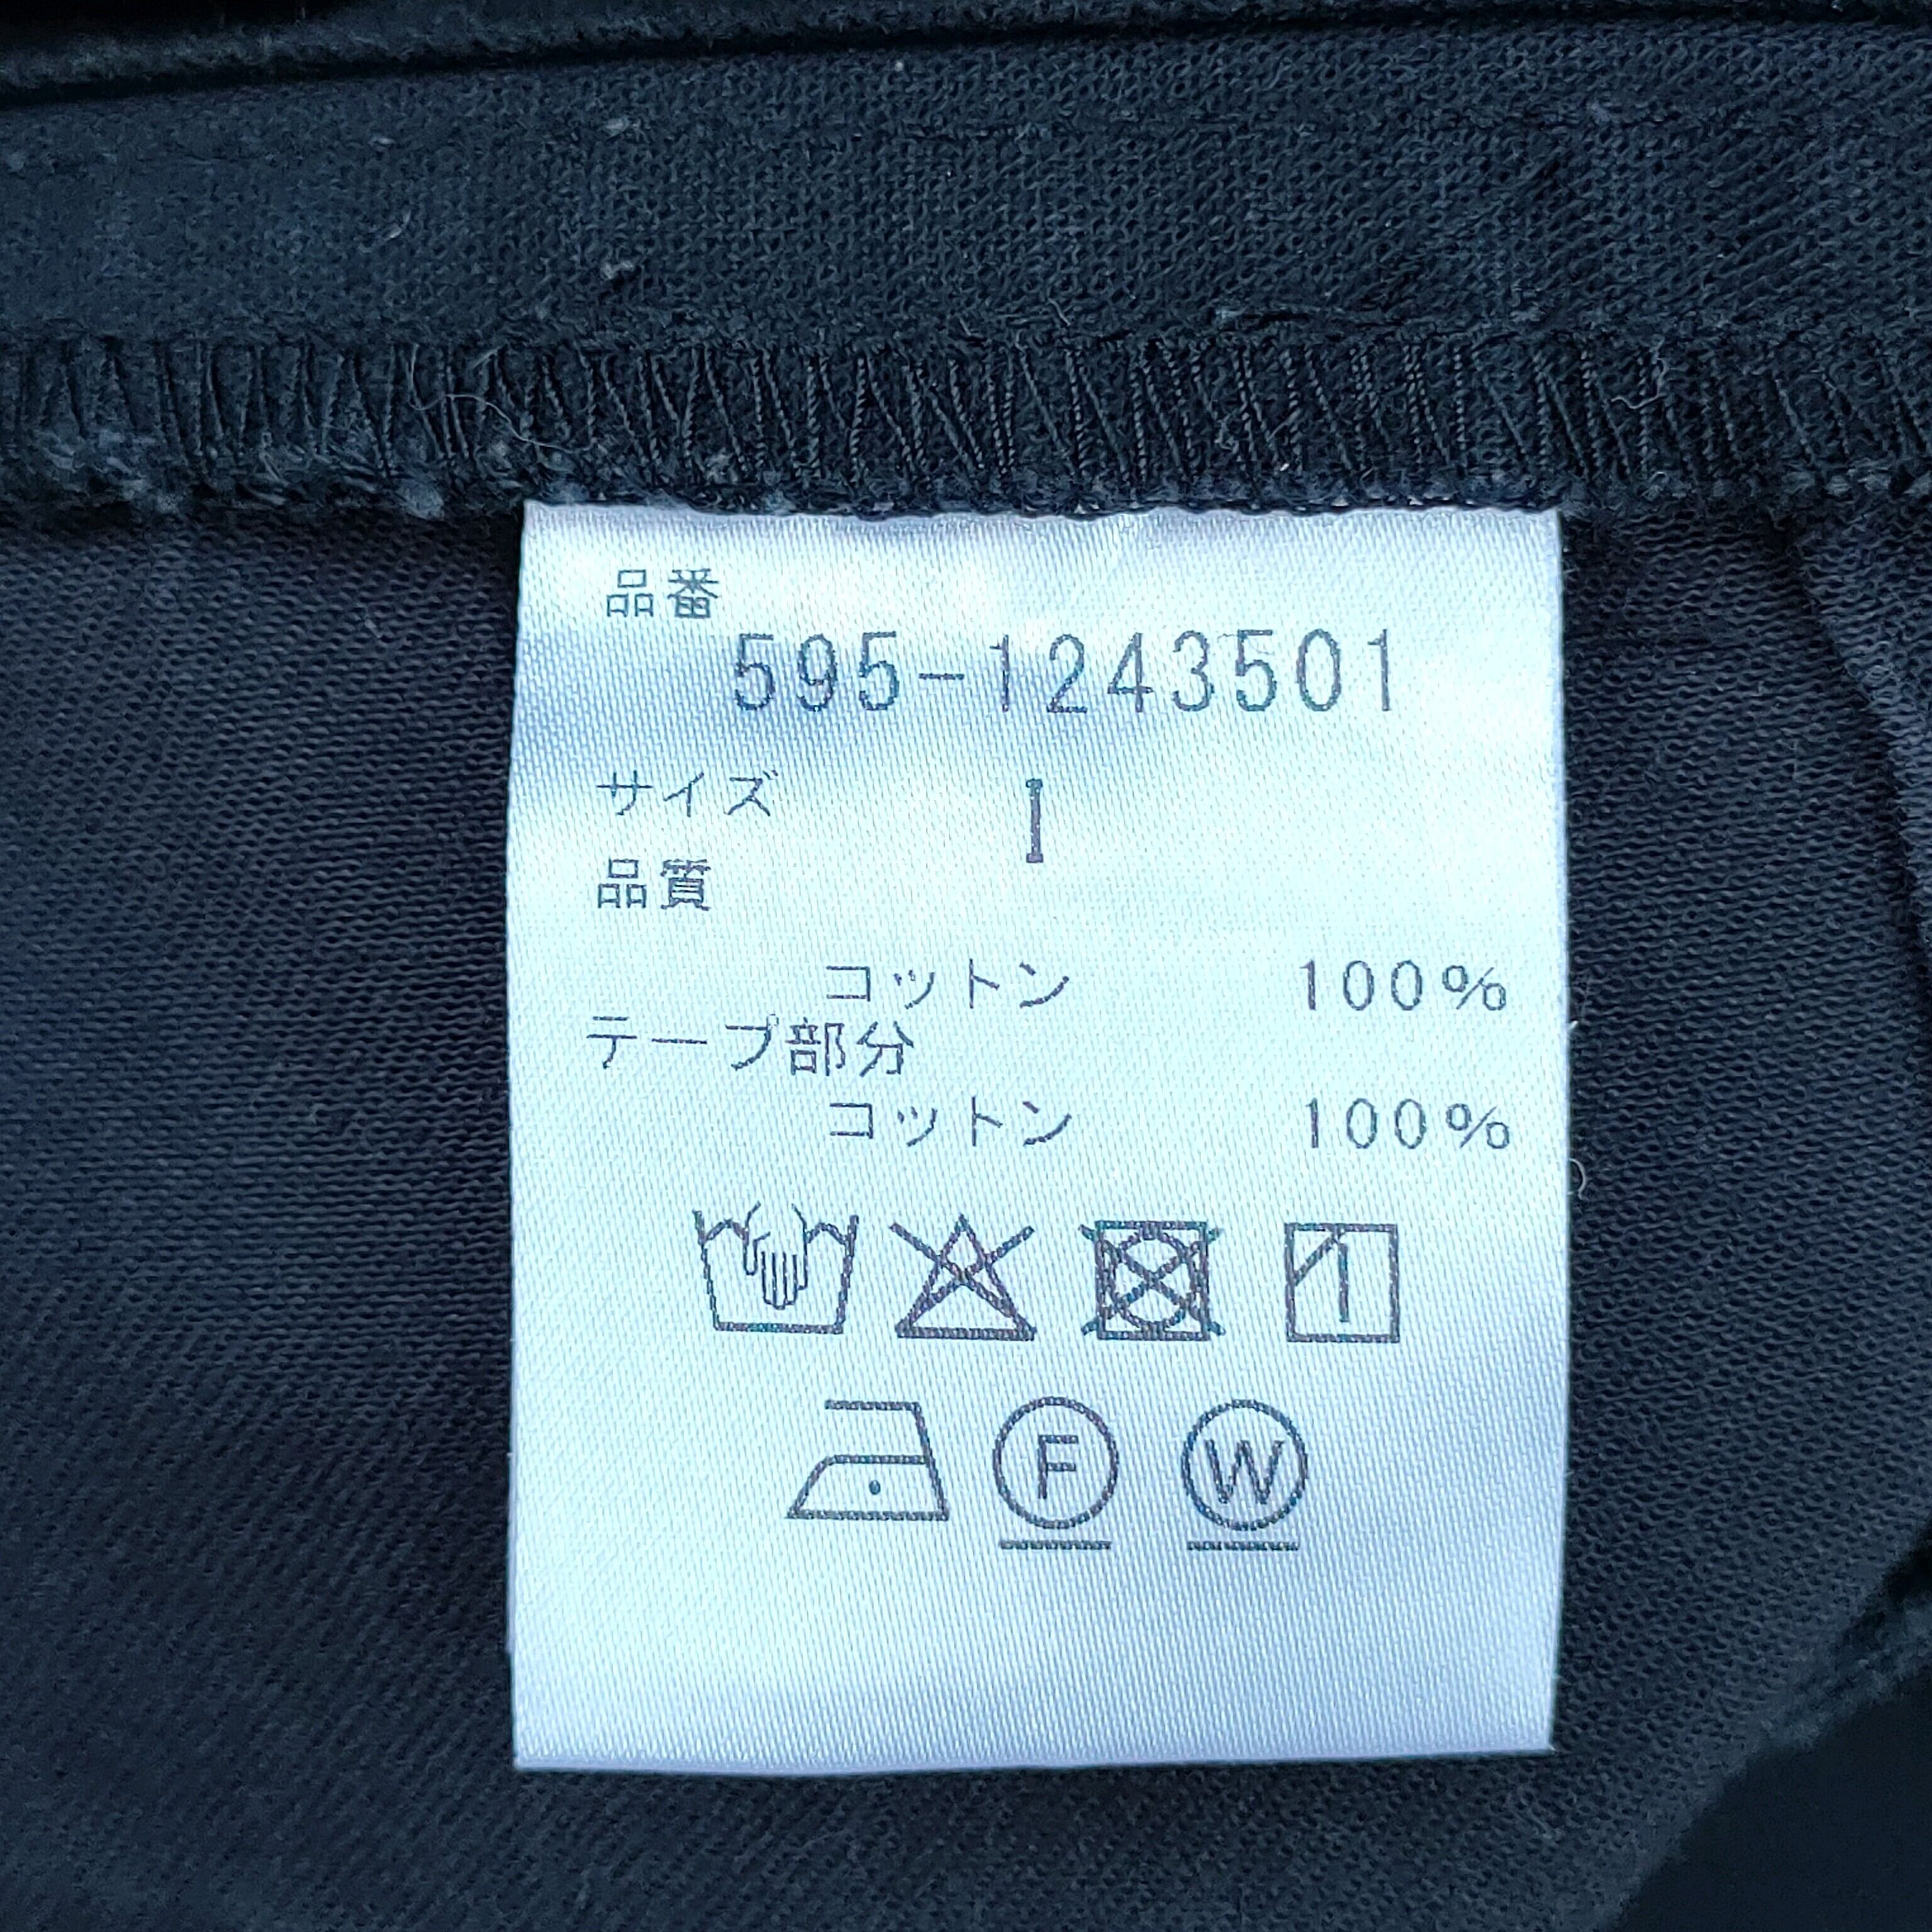 品番
595-1243501
サイズ I
品質
コットン 100%
テープ部分
コットン 100%
F W